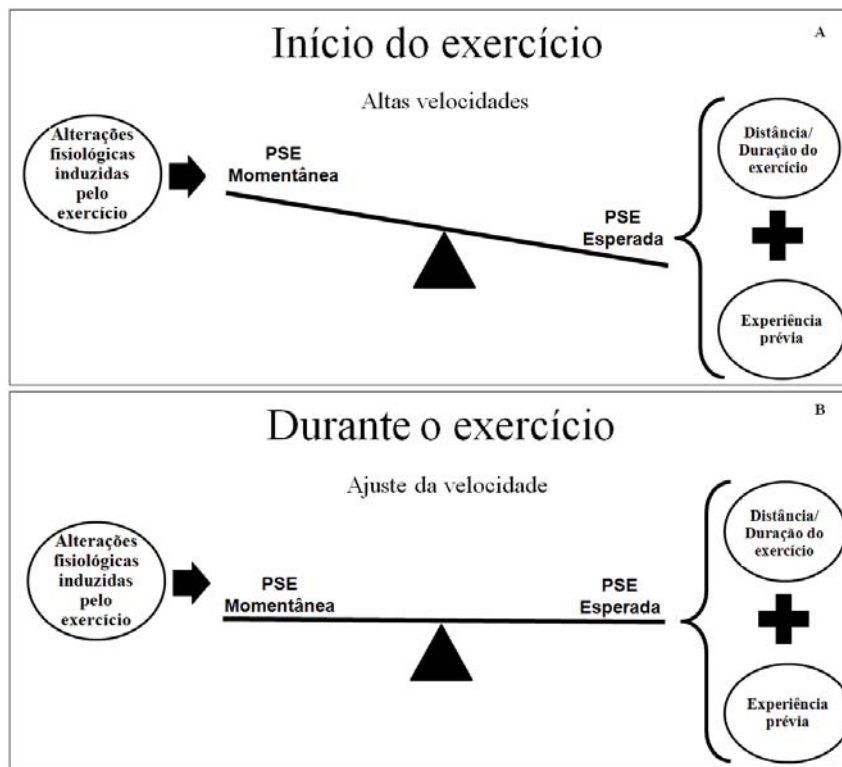 Início do exercício
A
Altas velocidades
Alterações
fisiológicas
induzidas
pelo
exercício
PSE
Momentânea
PSE
Esperada
Distância/
Duração do
exercício
Experiência
prévia
Durante o exercício
B
Ajuste da velocidade
Alterações
fisiológicas
induzidas
pelo
exercício
PSE
Momentânea
PSE
Esperada
Distância/
Duração do
exercício
Experiência
prévia